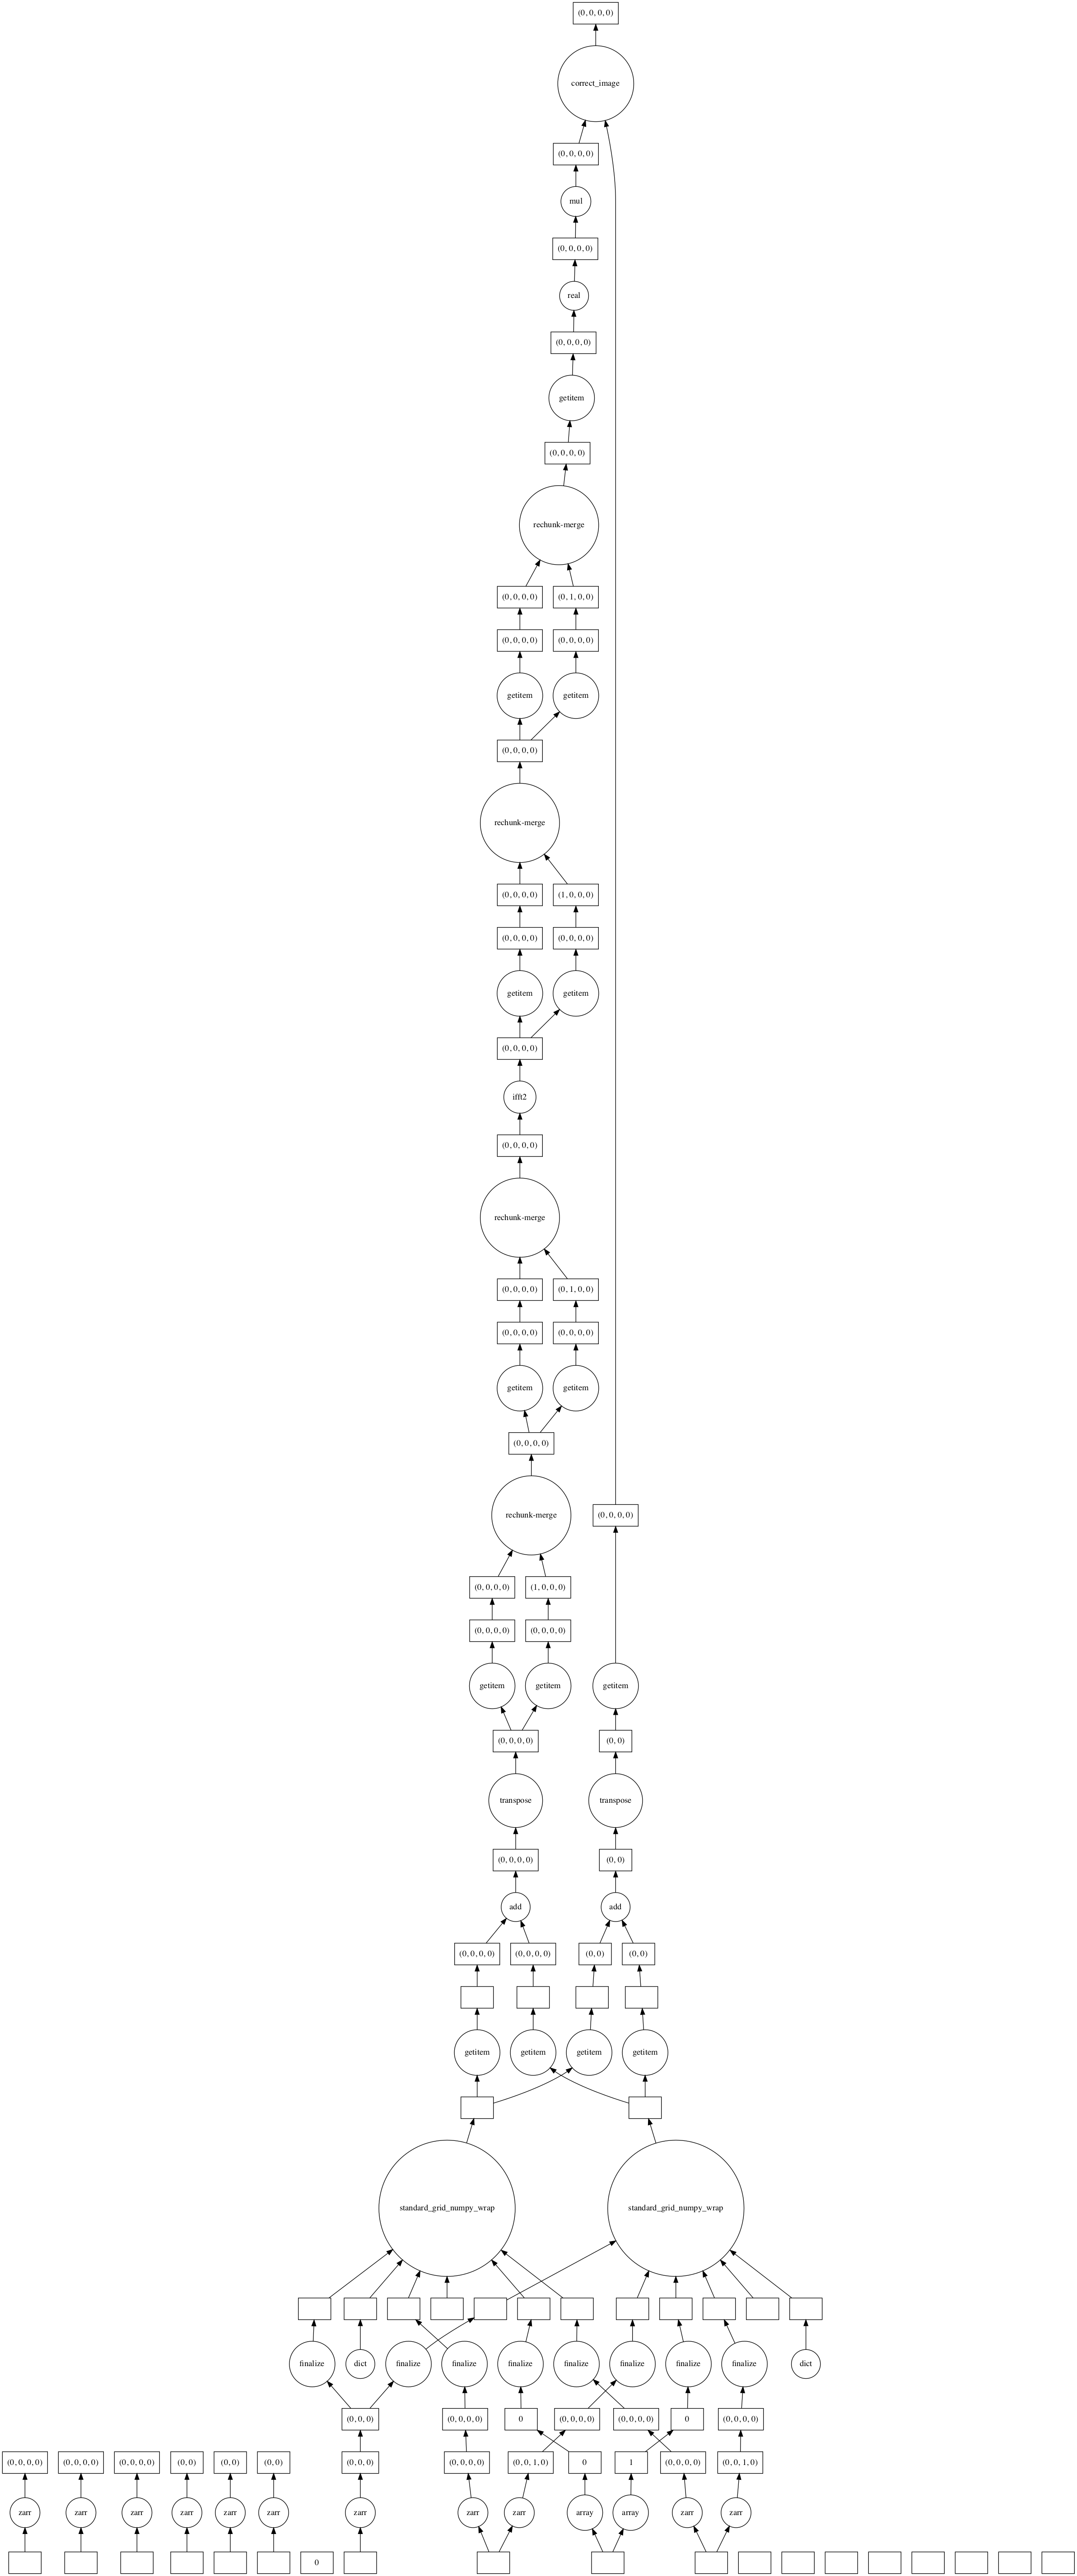 (0, 0, 0, 0)
correct_image
(0, 0, 0, 0)
mul
(0, 0, 0, 0)
real
(0, 0, 0, 0)
getitem
(0, 0, 0, 0)
rechunk-merge
(0, 0, 0, 0) (0, 1, 0, 0)
(0, 0, 0, 0) (0, 0, 0, 0)
getitem getitem
(0, 0, 0, 0)
rechunk-merge
(0, 0, 0, 0) (1, 0, 0, 0)
(0, 0, 0, 0) (0, 0, 0, 0)
getitem getitem
(0, 0, 0, 0)
ifft2
(0, 0, 0, 0)
rechunk-merge
(0, 0, 0, 0) (0, 1, 0, 0)
(0, 0, 0, 0) (0, 0, 0, 0)
getitem getitem
(0, 0, 0, 0)
rechunk-merge (0, 0, 0, 0)
(0, 0, 0, 0) (1, 0, 0, 0)
(0, 0, 0, 0) (0, 0, 0, 0)
getitem getitem getitem
(0, 0, 0, 0) (0, 0)
transpose transpose
(0, 0, 0, 0) (0, 0)
add add
(0, 0, 0, 0) (0, 0, 0, 0) (0, 0) (0, 0)
getitem getitem getitem getitem
standard_grid_numpy_wrap standard_grid_numpy_wrap
finalize dict finalize finalize finalize finalize finalize finalize finalize dict
(0, 0, 0) (0, 0, 0, 0) 0 (0, 0, 0, 0) (0, 0, 0, 0) 0 (0, 0, 0, 0)
(0, 0, 0, 0) (0, 0, 0, 0) (0, 0, 0, 0) (0, 0) (0, 0) (0, 0) (0, 0, 0) (0, 0, 0, 0) (0, 0, 1, 0) 0 1 (0, 0, 0, 0) (0, 0, 1, 0)
zarr zarr zarr zarr zarr zarr zarr zarr zarr array array zarr zarr
0